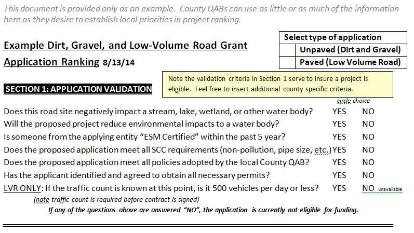 This document is provided only as an example. County QABs can use as little or as much of the information
here as they desire to establish local priorities in project ranking.
Select type of application
Unpaved (Dirt and Gravel)
Paved (Low Volume Road)
Example Dirt, Gravel, and Low-Volume Road Grant
Application Ranking 8/13/14
Note the validation criteria in Section 1 serve to insure a project is
eligible. Feel free to insert additional county specific criteria.
SECTION 1: APPLICATION VALIDATION
circle choice
Does this road site negatively impact a stream, lake, wetland, or other water body? YES NO
Will the proposed project reduce environmental impacts to a water body? YES NO
Is someone from the applying entity "ESM Certified" within the past 5 year? YES NO
Does the proposed application meet all SCC requirements (non-pollution, pipe size, etc.) YES NO
Does the proposed application meet all policies adopted by the local County QAB? YES NO
Has the applicant identified and agreed to obtain all necessary permits? YES NO
LVR ONLY: If the traffic count is known at this point, is it 500 vehicles per day or less? YES NO unavailable
(note traffic count is required before contract is signed)
If any of the questions above are answered "NO", the application is currently not eligible for funding.